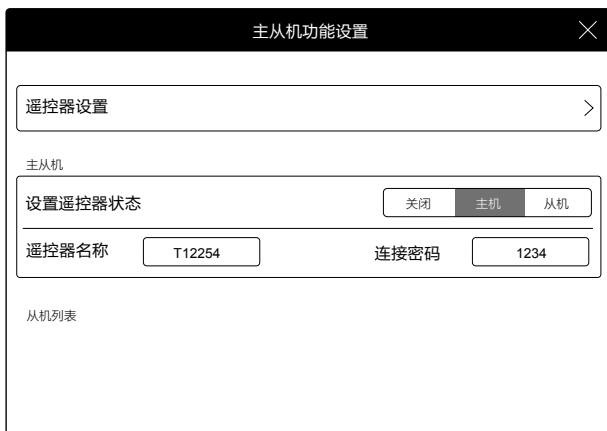 主从机功能设置
遥控器设置
主从机
设置遥控器状态 关闭 主机 从机
遥控器名称 T12254 连接密码 1234
从机列表